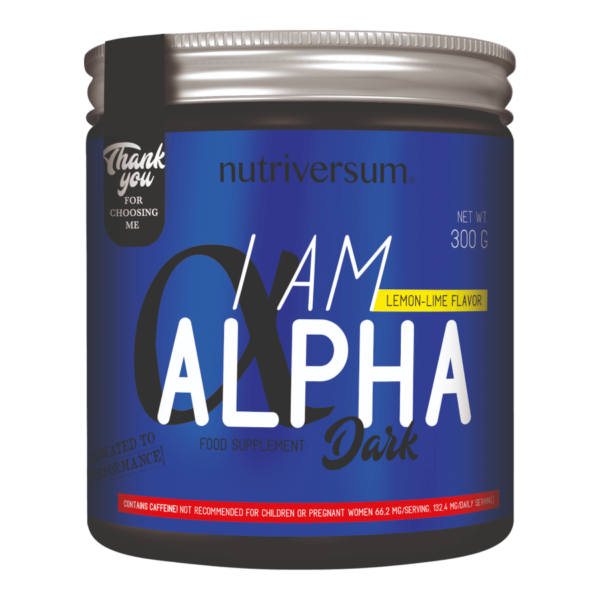 Thank
you
FOR
CHOOSING
ME
nutriversum®
NET WT
300 G
I AM
LEMON-LIME FLAVOR
α
ALPHA
FOOD SUPPLEMENT
Dark
TO
CONTAINS CAFFEINE! NOT RECOMMENDED FOR CHILDREN OR PREGNANT WOMEN 66.2 MG/SERVING, 132.4 MG/DAILY